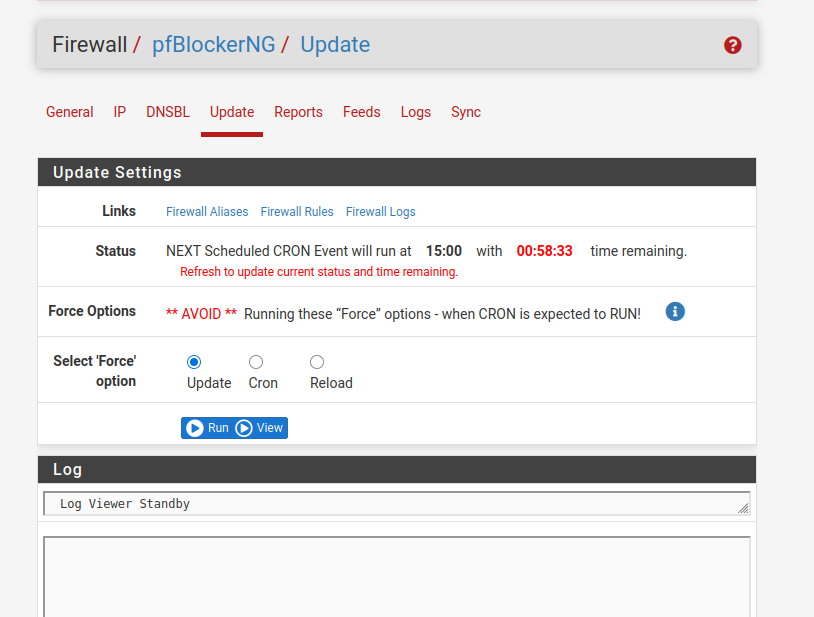 Firewall / pfBlockerNG / Update
General IP DNSBL Update Reports Feeds Logs Sync
Update Settings
Links Firewall Aliases Firewall Rules Firewall Logs
Status NEXT Scheduled CRON Event will run at 15:00 with 00:58:33 time remaining.
Refresh to update current status and time remaining.
Force Options ** AVOID ** Running these “Force” options - when CRON is expected to RUN!
Select 'Force'
option
Update Cron Reload
Run View
Log
Log Viewer Standby